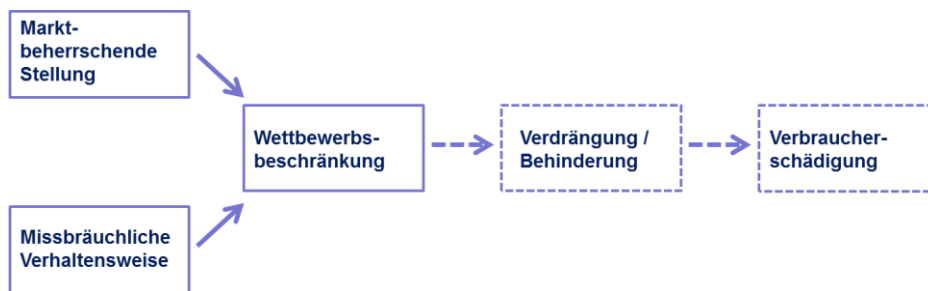 Markt-
beherrschende
Stellung
Missbräuchliche
Verhaltensweise
Wettbewerbs-
beschränkung
Verdrängung /
Behinderung
Verbraucher-
schädigung